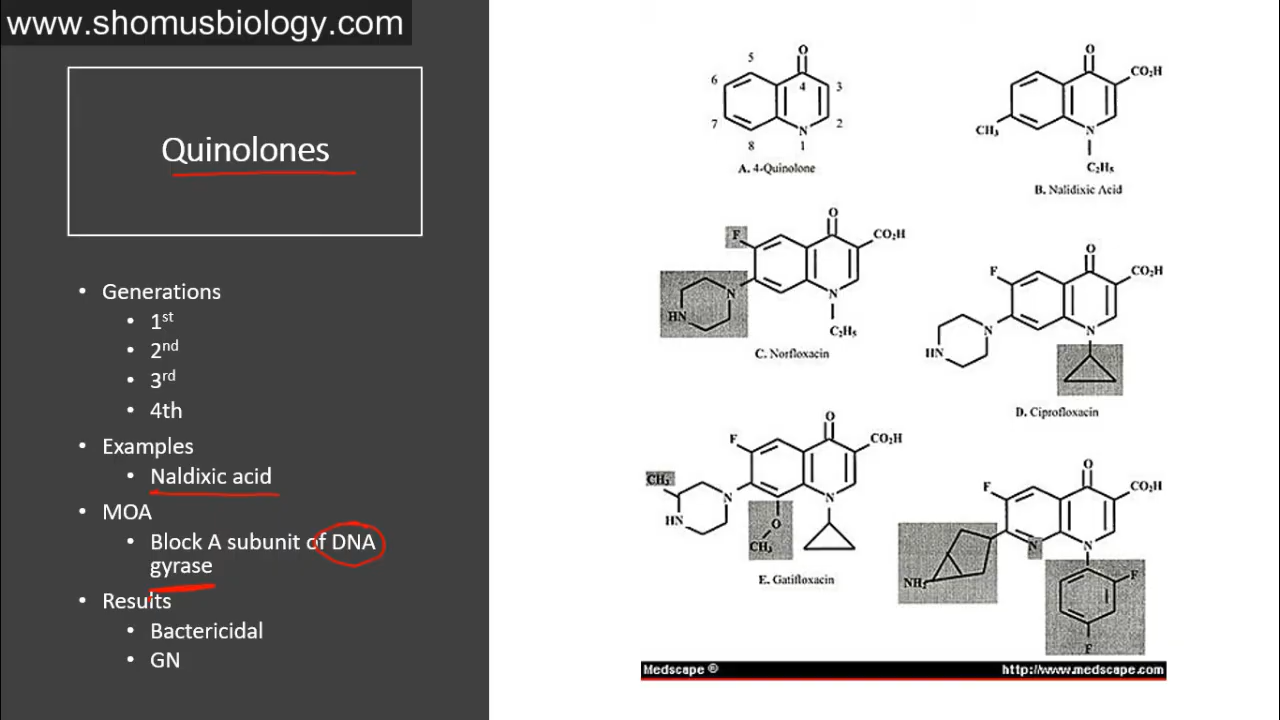 www.shomusbiology.com
Quinolones
• Generations
• 1st
• 2nd
• 3rd
• 4th
• Examples
• Naldixic acid
• MOA
• Block A subunit of DNA
gyrase
• Results
• Bactericidal
• GN
O
5
6
4
3
7
N
2
8
1
A. 4-Quinolone
O
CO₂H
CH₃
N
C₂H₅
B. Nalidixic Acid
O
F
CO₂H
N
HN
N
C₂H₅
C. Norfloxacin
O
F
CO₂H
N
N
HN
D. Ciprofloxacin
O
F
CO₂H
CH₃
N
N
HN
O
CH₃
E. Gatifloxacin
O
F
CO₂H
N
N
NH₂
F
F
Medscape ® http://www.medscape.com